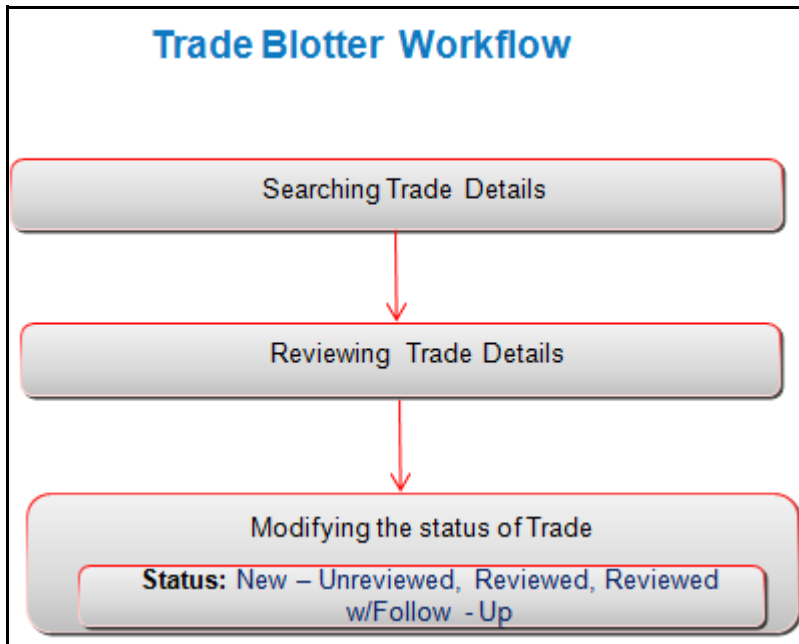 Trade Blotter Workflow
Searching Trade Details
Reviewing Trade Details
Modifying the status of Trade
Status: New – Unreviewed, Reviewed, Reviewed
w/Follow - Up